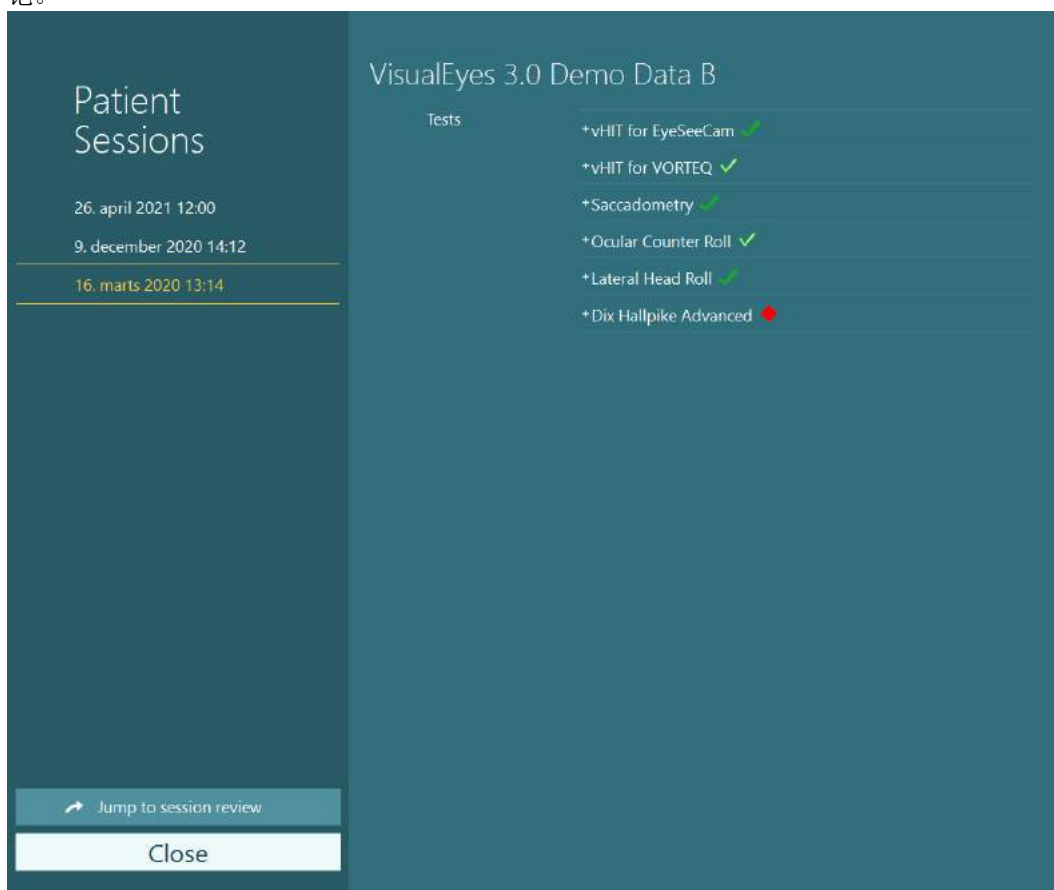 记。
Patient
Sessions
26. april 2021 12:00
9. december 2020 14:12
16. marts 2020 13:14
Jump to session review
Close
VisualEyes 3.0 Demo Data B
Tests
+vHIT for EyeSeeCam
+vHIT for VORTEQ
+Saccadometry
+Ocular Counter Roll
+Lateral Head Roll
+Dix Hallpike Advanced